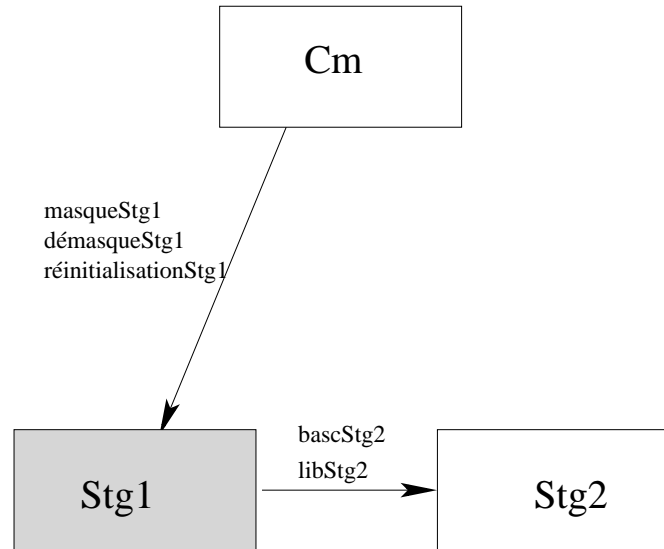 Cm
masqueStg1
démasqueStg1
réinitialisationStg1
bascStg2
libStg2
Stg1
Stg2